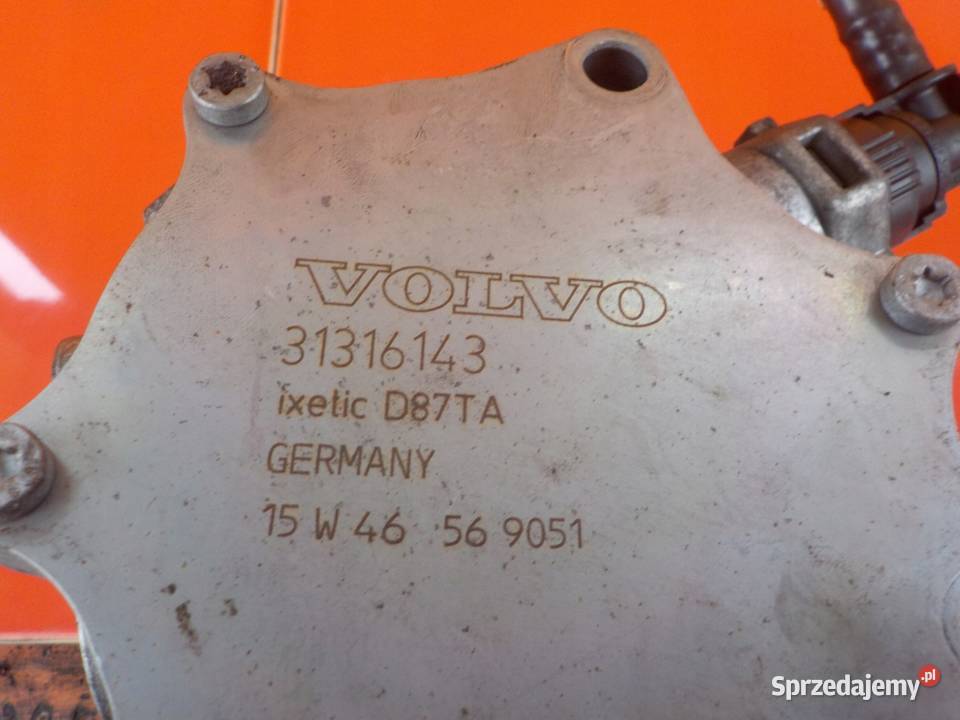 VOLVO
31316143
ixetic D87TA
GERMANY
15 W 46 56 9051
Sprzedajemy.pl